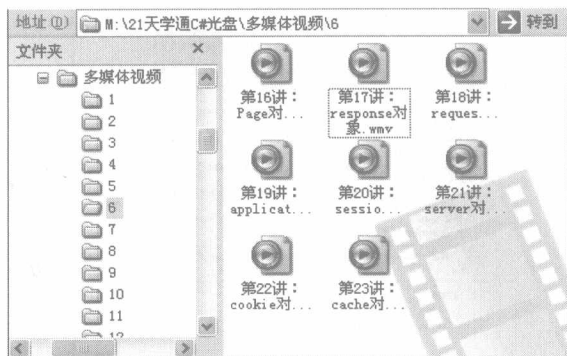 地址(D) M:\21天学通C#光盘\多媒体视频\6 转到
文件夹 ×
多媒体视频
1
2
3
4
5
6
7
8
9
10
11
12
第16讲：
Page对...
第17讲：
response对
象.wmv
第18讲：
reques...
第19讲：
applicat...
第20讲：
sessio...
第21讲：
server对...
第22讲：
cookie对...
第23讲：
cache对...